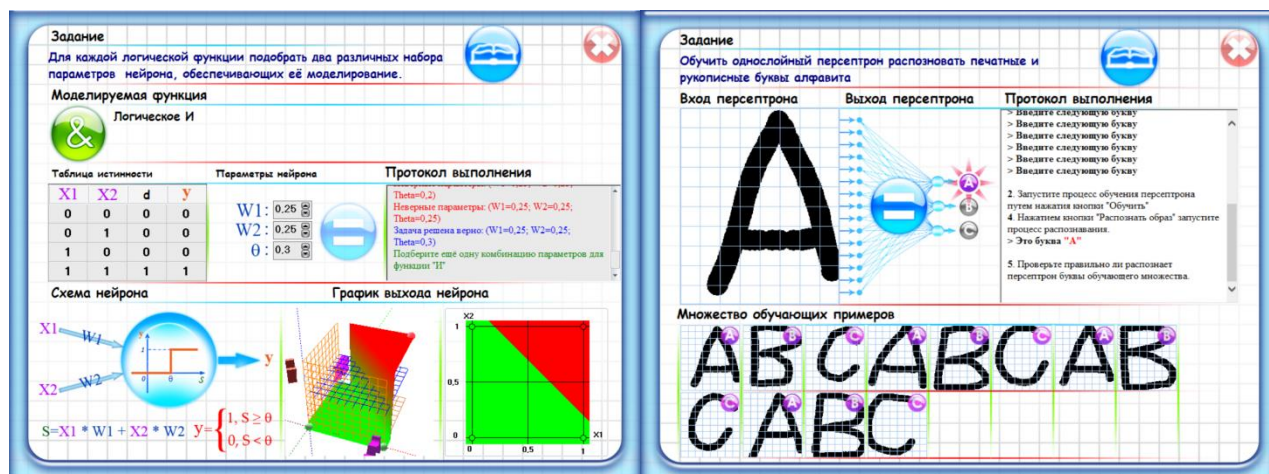 Задание
Для каждой логической функции подобрать два различных набора
параметров нейрона, обеспечивающих её моделирование.
Моделируемая функция
&
Логическое И
Таблица истинности
X1 X2 d y
0 0 0 0
0 1 0 0
1 0 0 0
1 1 1 1
Параметры нейрона
W1: 0,25
W2: 0,25
θ: 0,3
Протокол выполнения
Theta=0,2)
Неверные параметры: (W1=0,25; W2=0,25;
Theta=0,25)
Задача решена верно: (W1=0,25; W2=0,25;
Theta=0,3)
Подберите ещё одну комбинацию параметров для
функции "И"
Схема нейрона
X1 W1
X2 W2
1
0 θ S
y
S=X1 * W1 + X2 * W2
y= 1, S ≥ θ
0, S < θ
График выхода нейрона
X2
1
0,5
0
0,5
1
X1
Задание
Обучить однослойный персептрон распозновать печатные и
рукописные буквы алфавита
Вход персептрона
A
Выход персептрона
A
B
C
Протокол выполнения
> Введите следующую букву
> Введите следующую букву
> Введите следующую букву
> Введите следующую букву
> Введите следующую букву
> Введите следующую букву
2. Запустите процесс обучения персептрона
путем нажатия кнопки "Обучить"
4. Нажатием кнопки "Распознать образ" запустите
процесс распознавания.
> Это буква "А"
5. Проверьте правильно ли распознает
персептрон буквы обучающего множества.
Множество обучающих примеров
A B C A B C A B
C A B C